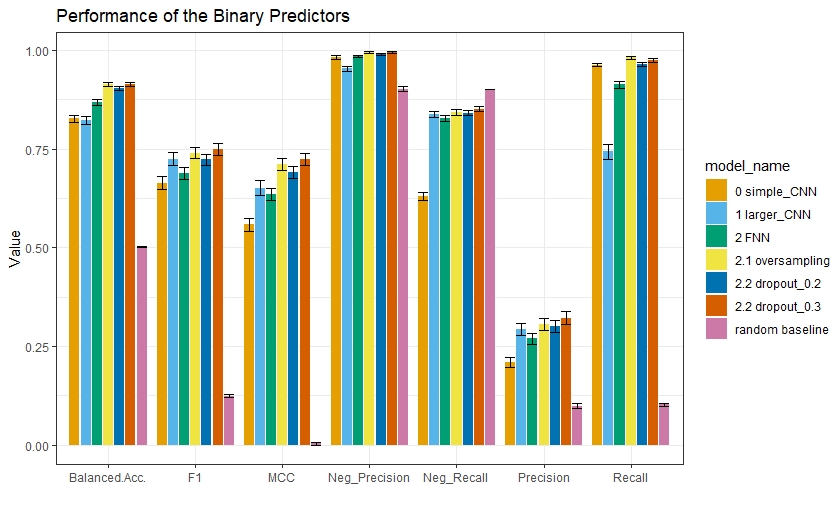 Performance of the Binary Predictors
1.00
0.75
0.50
0.25
0.00
Value
Balanced.Acc.
F1
MCC
Neg_Precision
Neg_Recall
Precision
Recall
model_name
0 simple_CNN
1 larger_CNN
2 FNN
2.1 oversampling
2.2 dropout_0.2
2.2 dropout_0.3
random baseline